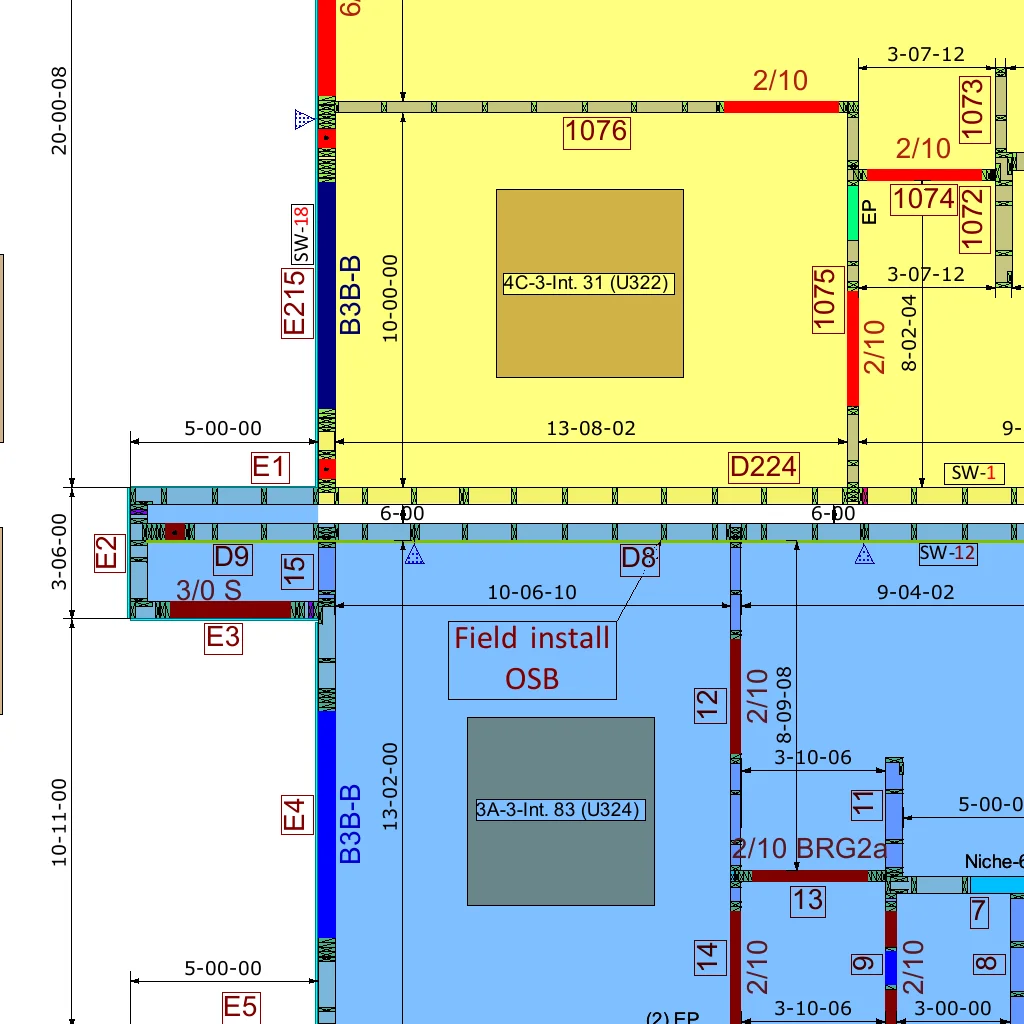 6/
3-07-12
20-00-08
2/10
1073
1076
2/10
1074
1072
EP
SW-18
E215
B3B-B
10-00-00
4C-3-Int. 31 (U322)
1075
2/10
3-07-12
8-02-04
5-00-00
13-08-02
9-
E1
D224
SW-1
6-00
6-00
3-06-00
E2
D9
15
D8
SW-12
3/0 S
10-06-10
9-04-02
E3
Field install
OSB
12
2/10
8-09-08
3-10-06
10-11-00
E4
B3B-B
13-02-00
3A-3-Int. 83 (U324)
11
5-00-0
2/10 BRG2a
Niche-6
13
7
14
2/10
9
2/10
8
5-00-00
E5
(2) EP
3-10-06
3-00-00